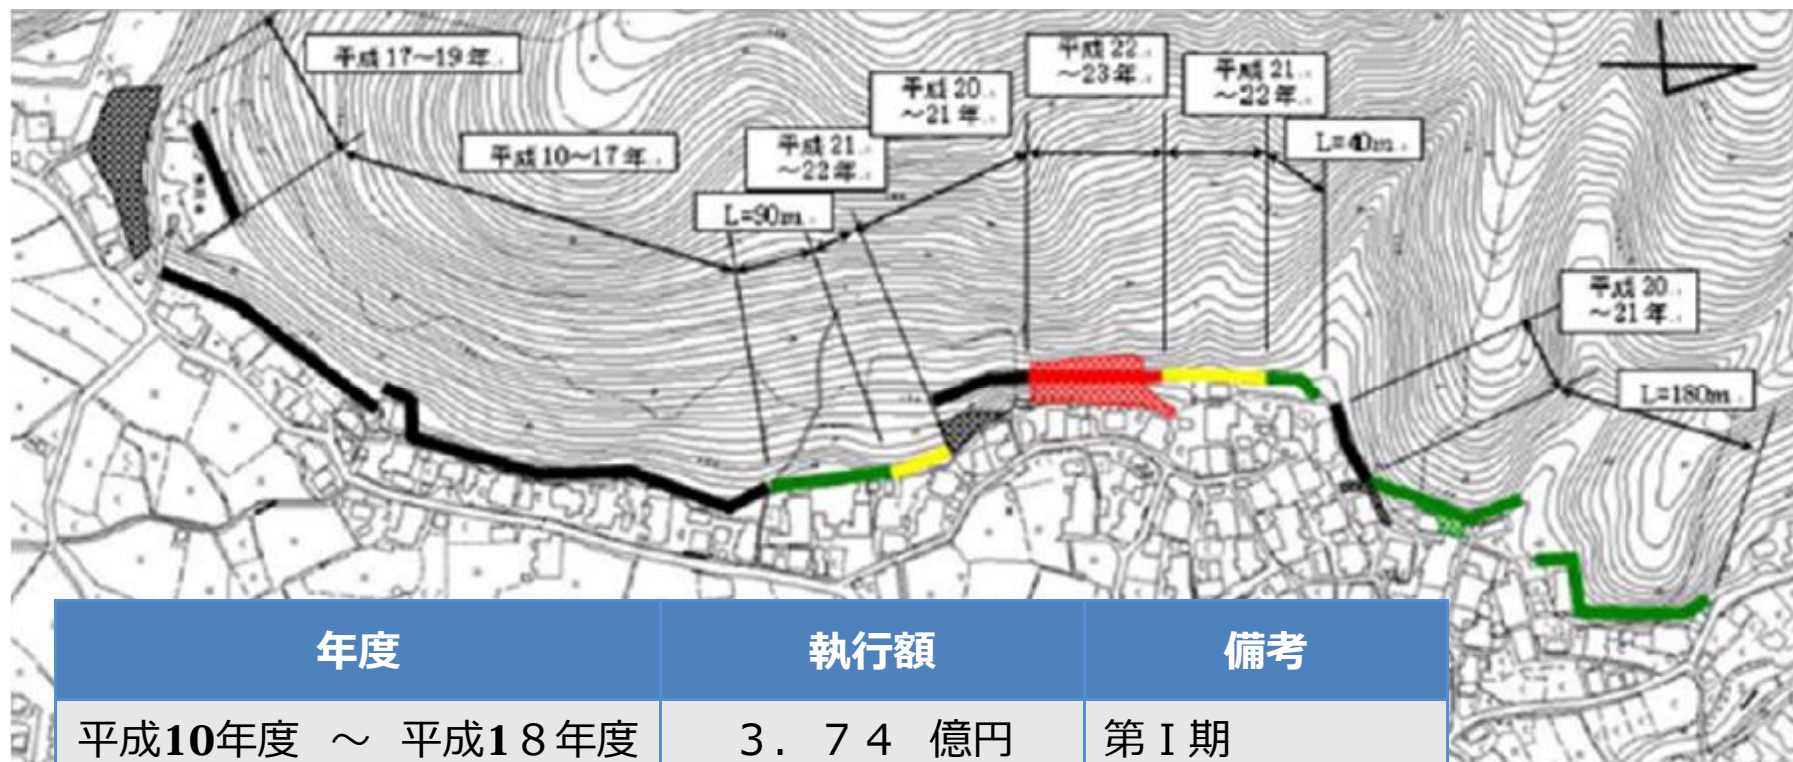 平成17～19年
平成22
～23年
平成21
～22年
平成20
～21年
L=40m
平成10～17年
平成21
～22年
L=90m
平成20
～21年
L=180m
年度 執行額 備考
平成10年度 ～ 平成1８年度 ３．７４ 億円 第Ⅰ期